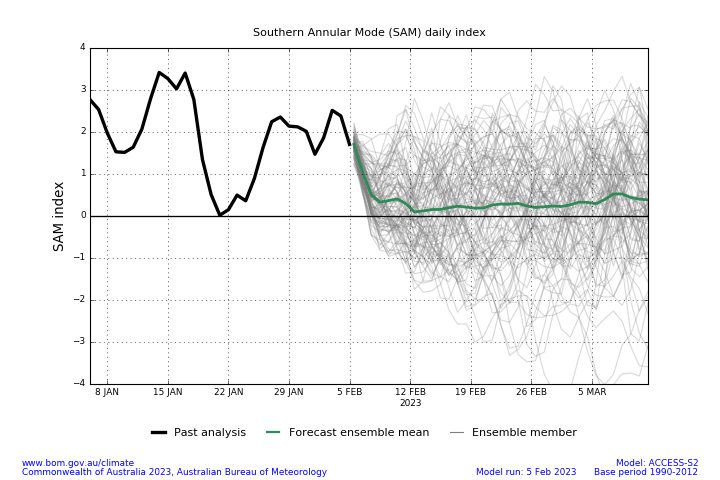 Southern Annular Mode (SAM) daily index
4
3
2
1
0
−1
−2
−3
−4
SAM index
8 JAN 15 JAN 22 JAN 29 JAN 5 FEB 12 FEB 19 FEB 26 FEB 5 MAR
2023
Past analysis Forecast ensemble mean Ensemble member
www.bom.gov.au/climate Model: ACCESS-S2
Commonwealth of Australia 2023, Australian Bureau of Meteorology Model run: 5 Feb 2023 Base period 1990-2012